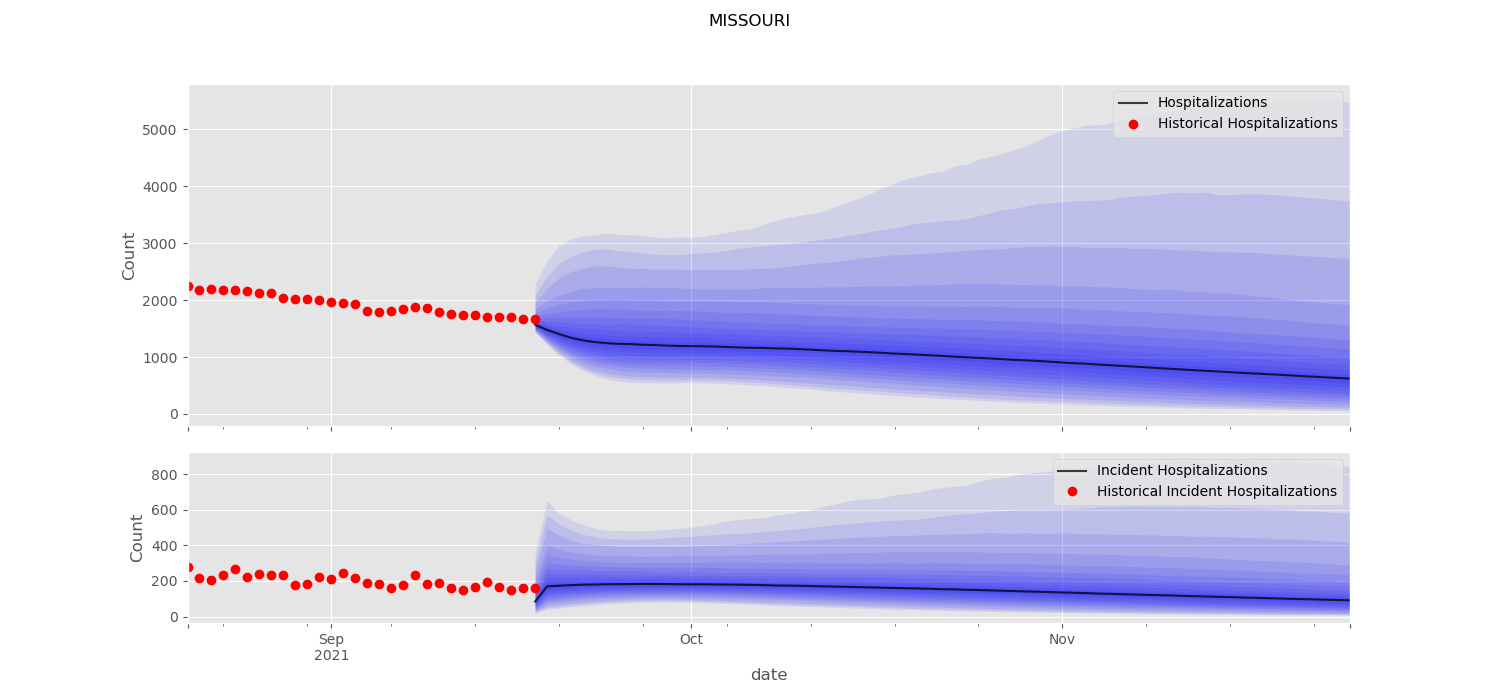 MISSOURI
Hospitalizations
Historical Hospitalizations
5000
4000
3000
2000
1000
0
Count
Incident Hospitalizations
Historical Incident Hospitalizations
800
600
400
200
0
Count
Sep
2021
Oct
Nov
date